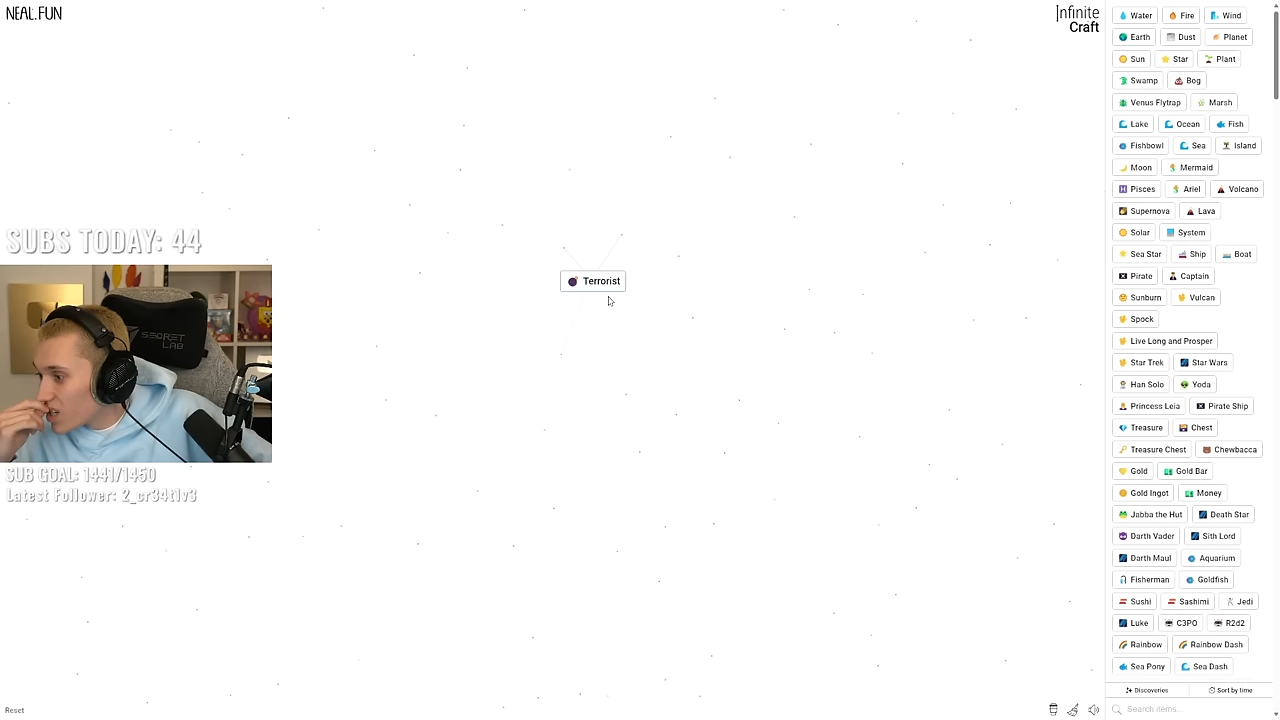 NEAL.FUN
Infinite
Craft
Water Fire Wind
Earth Dust Planet
Sun Star Plant
Swamp Bog
Venus Flytrap Marsh
Lake Ocean Fish
Fishbowl Sea Island
Moon Mermaid
Pisces Ariel Volcano
Supernova Lava
Solar System
Sea Star Ship Boat
Pirate Captain
Sunburn Vulcan
Spock
Live Long and Prosper
Star Trek Star Wars
Han Solo Yoda
Princess Leia Pirate Ship
Treasure Chest
Treasure Chest Chewbacca
Gold Gold Bar
Gold Ingot Money
Jabba the Hut Death Star
Darth Vader Sith Lord
Darth Maul Aquarium
Fisherman Goldfish
Sushi Sashimi Jedi
Luke C3PO R2d2
Rainbow Rainbow Dash
Sea Pony Sea Dash
Discoveries Sort by time
Search items...
Terrorist
SUBS TODAY: 44
SECRET
LAB
SUB GOAL: 1441/1450
Latest Follower: 2_cr34t1v3
Reset